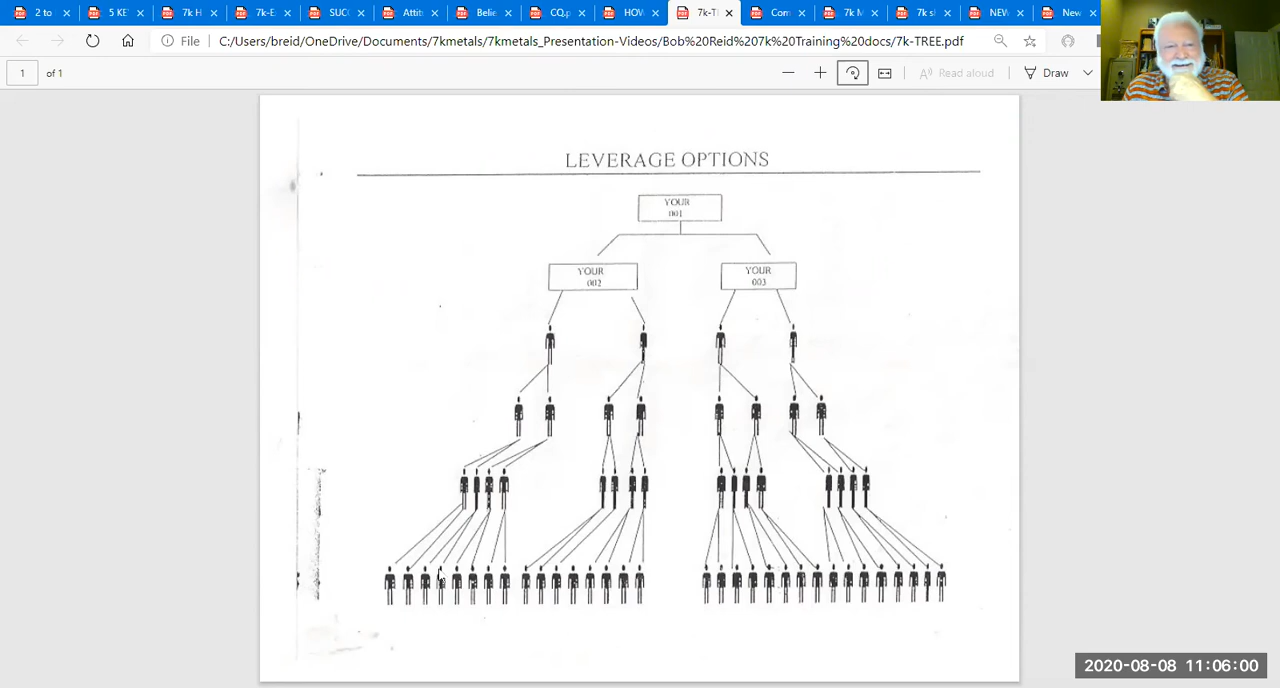 2 to
5 KE
7k H
7k-E
SUC
Attit
Belie
CQ.p
HOW
7k-TI
Com
7k M
7k sl
NEW
New
File
C:/Users/breid/OneDrive/Documents/7kmetals/7kmetals_Presentation-Videos/Bob%20Reid%207k%20Training%20docs/7k-TREE.pdf
1 of 1
Read aloud
Draw
LEVERAGE OPTIONS
YOUR
001
YOUR
002
YOUR
003
2020-08-08 11:06:00